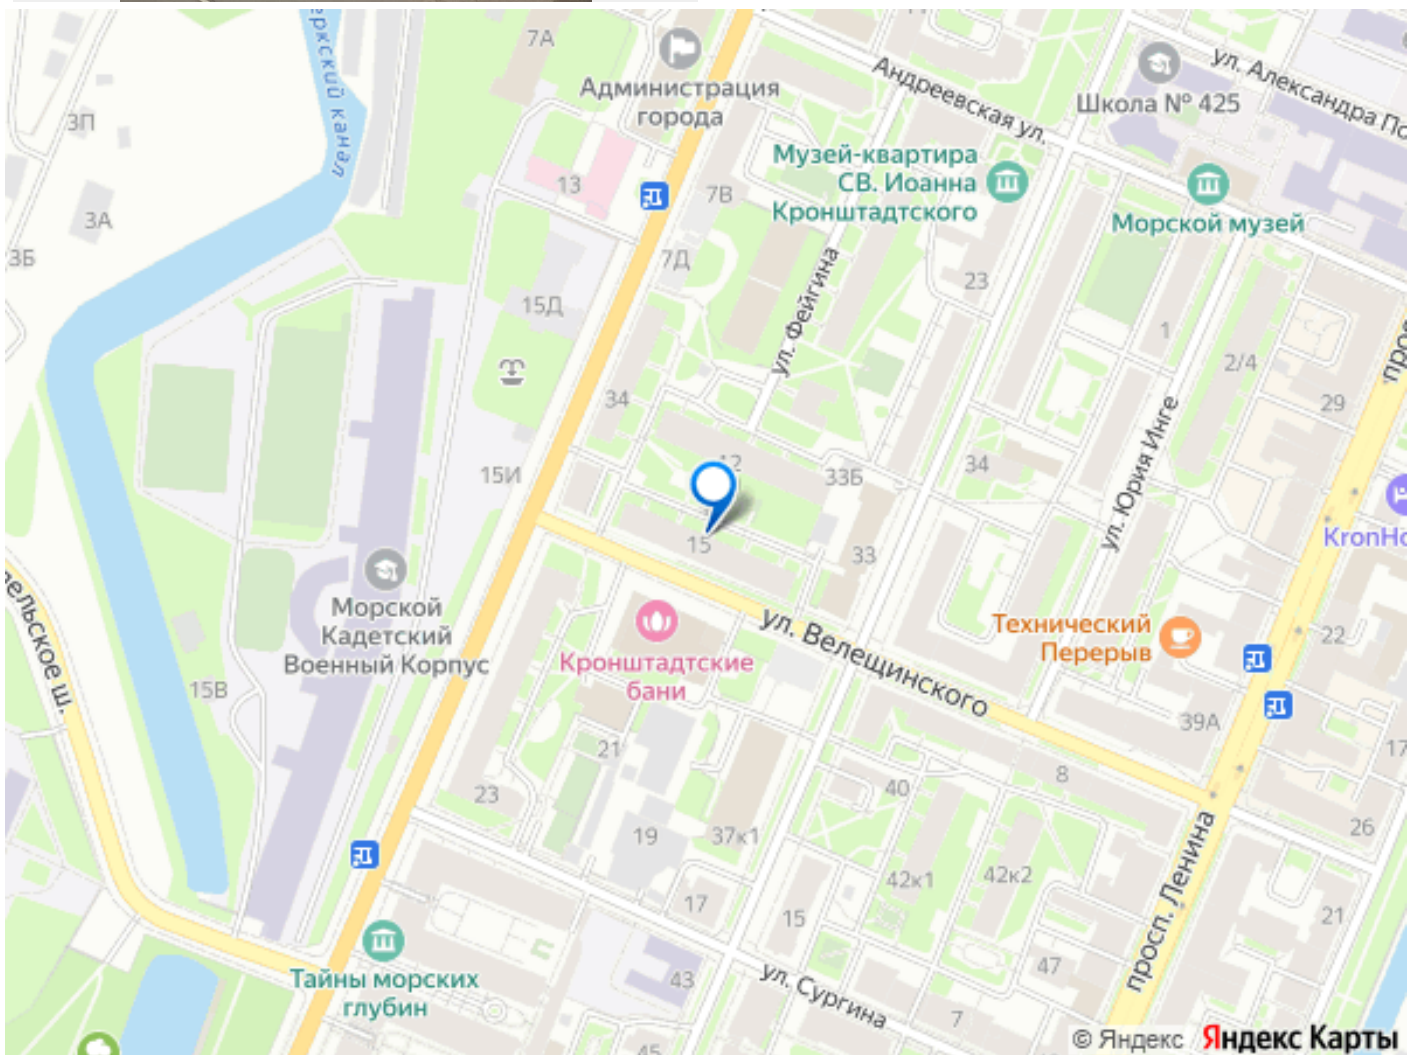 7А
Администрация
города
Андреевская ул.
Школа № 425
ул. Александра
3П
13
7В
Музей-квартира
СВ. Иоанна
Кронштадтского
Морской музей
3А
3Б
7Д
ул. Фейгина
23
15Д
1
2/4
29
34
ул. Юрия Инге
15И
12
33Б
34
15
33
Морской
Кадетский
Военный Корпус
15В
Кронштадтские
бани
ул. Велещинского
Технический
Перерыв
22
39А
17
21
23
8
40
26
19
37к1
42к1
42к2
просп. Ленина
17
15
21
Тайны морских
глубин
43
ул. Сургина
47
7
45
© Яндекс Яндекс Карты